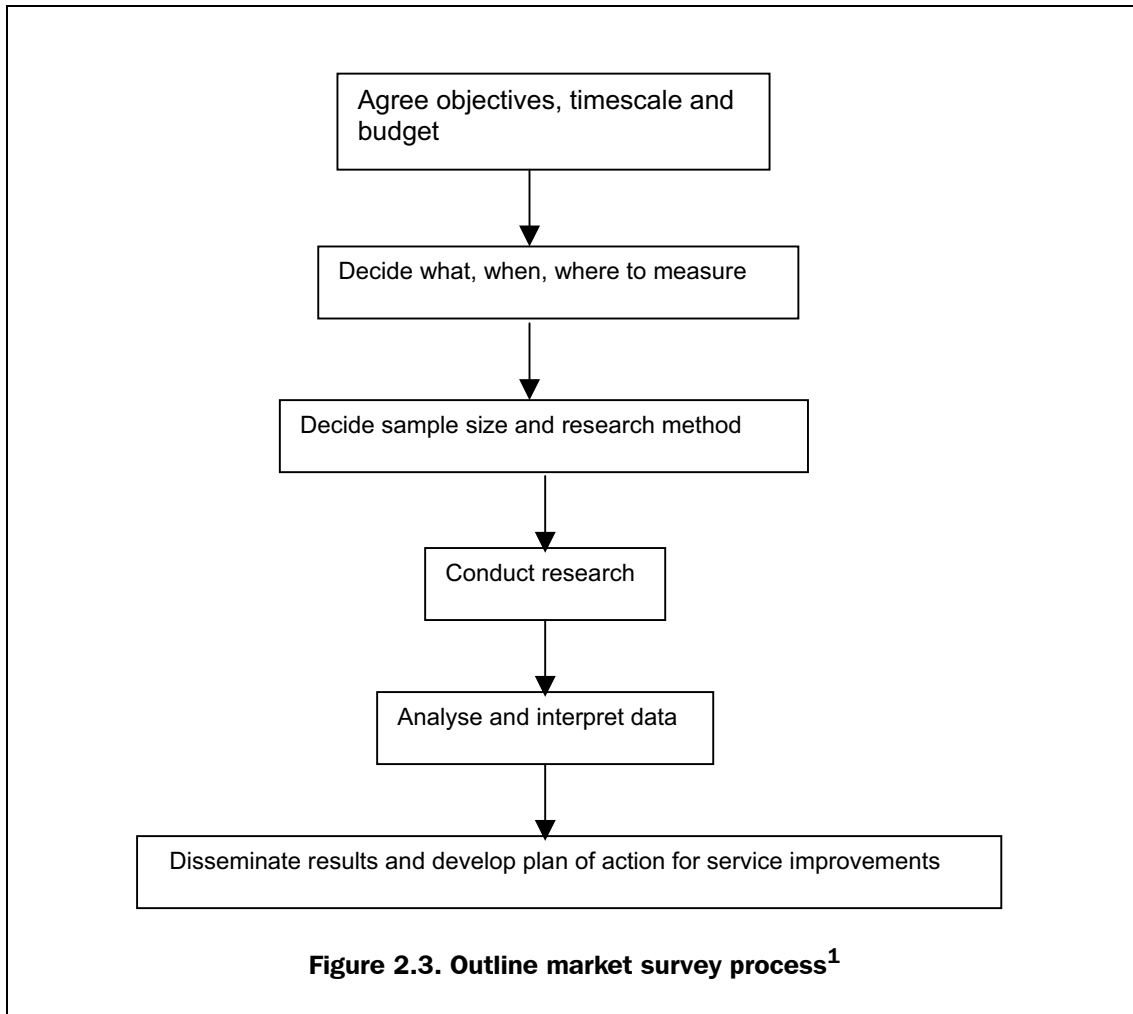 Agree objectives, timescale and
budget
Decide what, when, where to measure
Decide sample size and research method
Conduct research
Analyse and interpret data
Disseminate results and develop plan of action for service improvements
Figure 2.3. Outline market survey process1